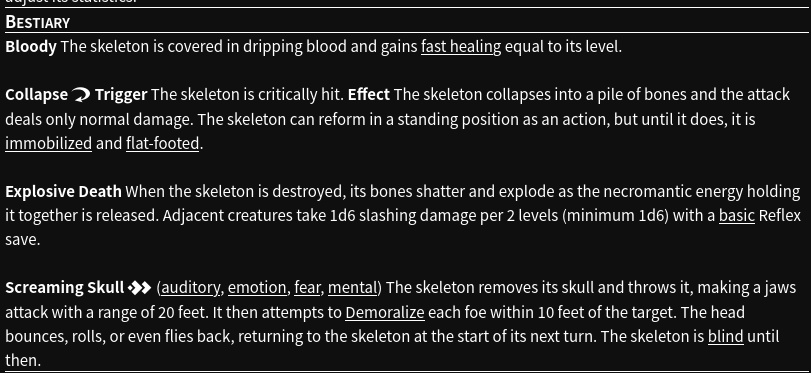 adjust its statistics.
BESTIARY
Bloody The skeleton is covered in dripping blood and gains fast healing equal to its level.
Collapse Trigger The skeleton is critically hit. Effect The skeleton collapses into a pile of bones and the attack
deals only normal damage. The skeleton can reform in a standing position as an action, but until it does, it is
immobilized and flat-footed.
Explosive Death When the skeleton is destroyed, its bones shatter and explode as the necromantic energy holding
it together is released. Adjacent creatures take 1d6 slashing damage per 2 levels (minimum 1d6) with a basic Reflex
save.
Screaming Skull (auditory, emotion, fear, mental) The skeleton removes its skull and throws it, making a jaws
attack with a range of 20 feet. It then attempts to Demoralize each foe within 10 feet of the target. The head
bounces, rolls, or even flies back, returning to the skeleton at the start of its next turn. The skeleton is blind until
then.